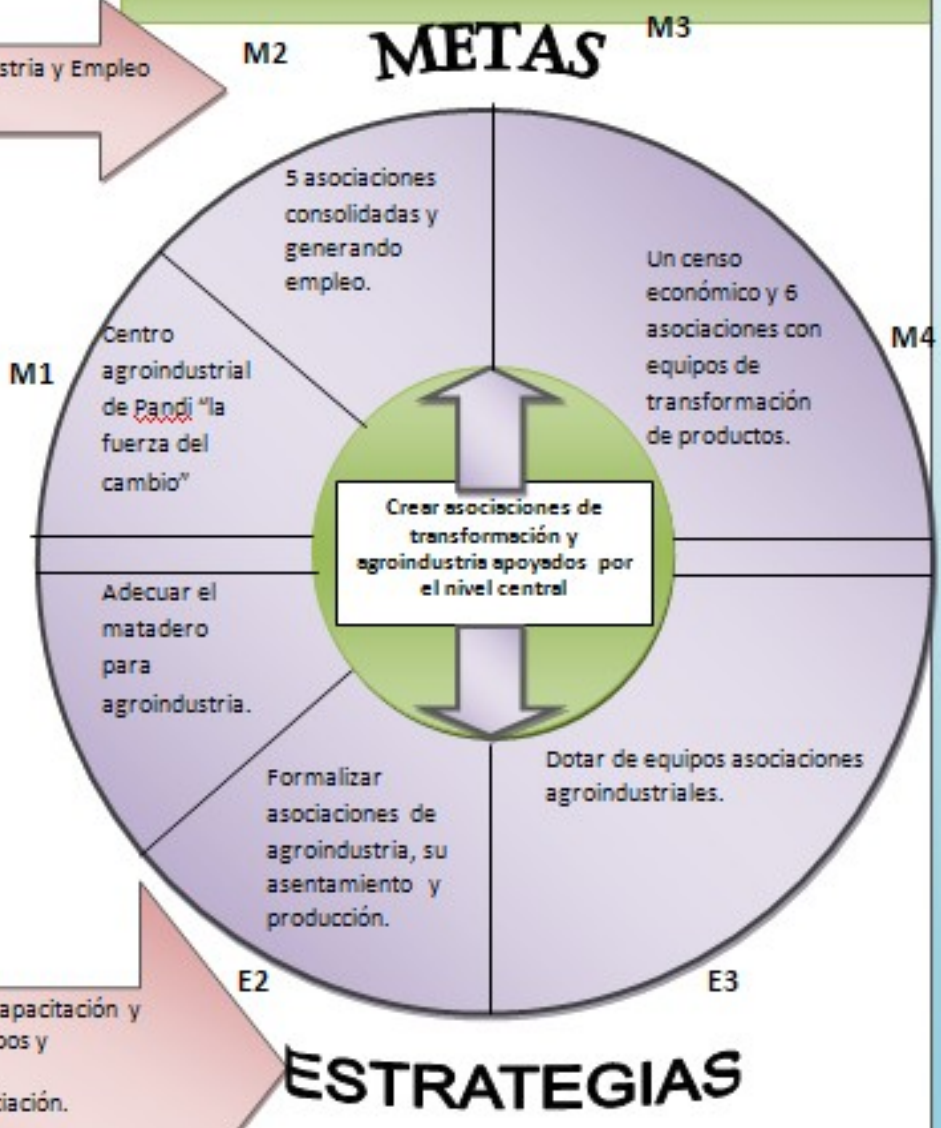 stria y Empleo
M2
METAS
M3
5 asociaciones
consolidadas y
generando
empleo.
Un censo
económico y 6
asociaciones con
equipos de
transformación
de productos.
M4
M1
Centro
agroindustrial
de Pandi “la
fuerza del
cambio”
Crear asociaciones de
transformación y
agroindustria apoyados por
el nivel central
Adecuar el
matadero
para
agroindustria.
Formalizar
asociaciones de
agroindustria, su
asentamiento y
producción.
Dotar de equipos asociaciones
agroindustriales.
E2
E3
apacitación y
pos y
ciación.
ESTRATEGIAS